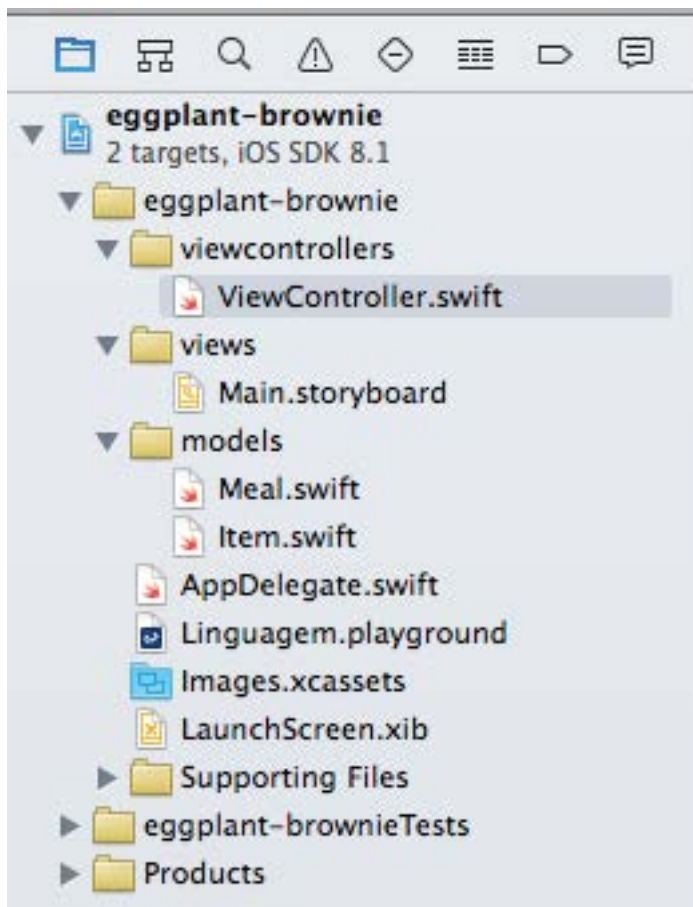 eggplant-brownie
2 targets, iOS SDK 8.1
eggplant-brownie
viewcontrollers
ViewController.swift
views
Main.storyboard
models
Meal.swift
Item.swift
AppDelegate.swift
Linguagem.playground
Images.xcassets
LaunchScreen.xib
Supporting Files
eggplant-brownieTests
Products